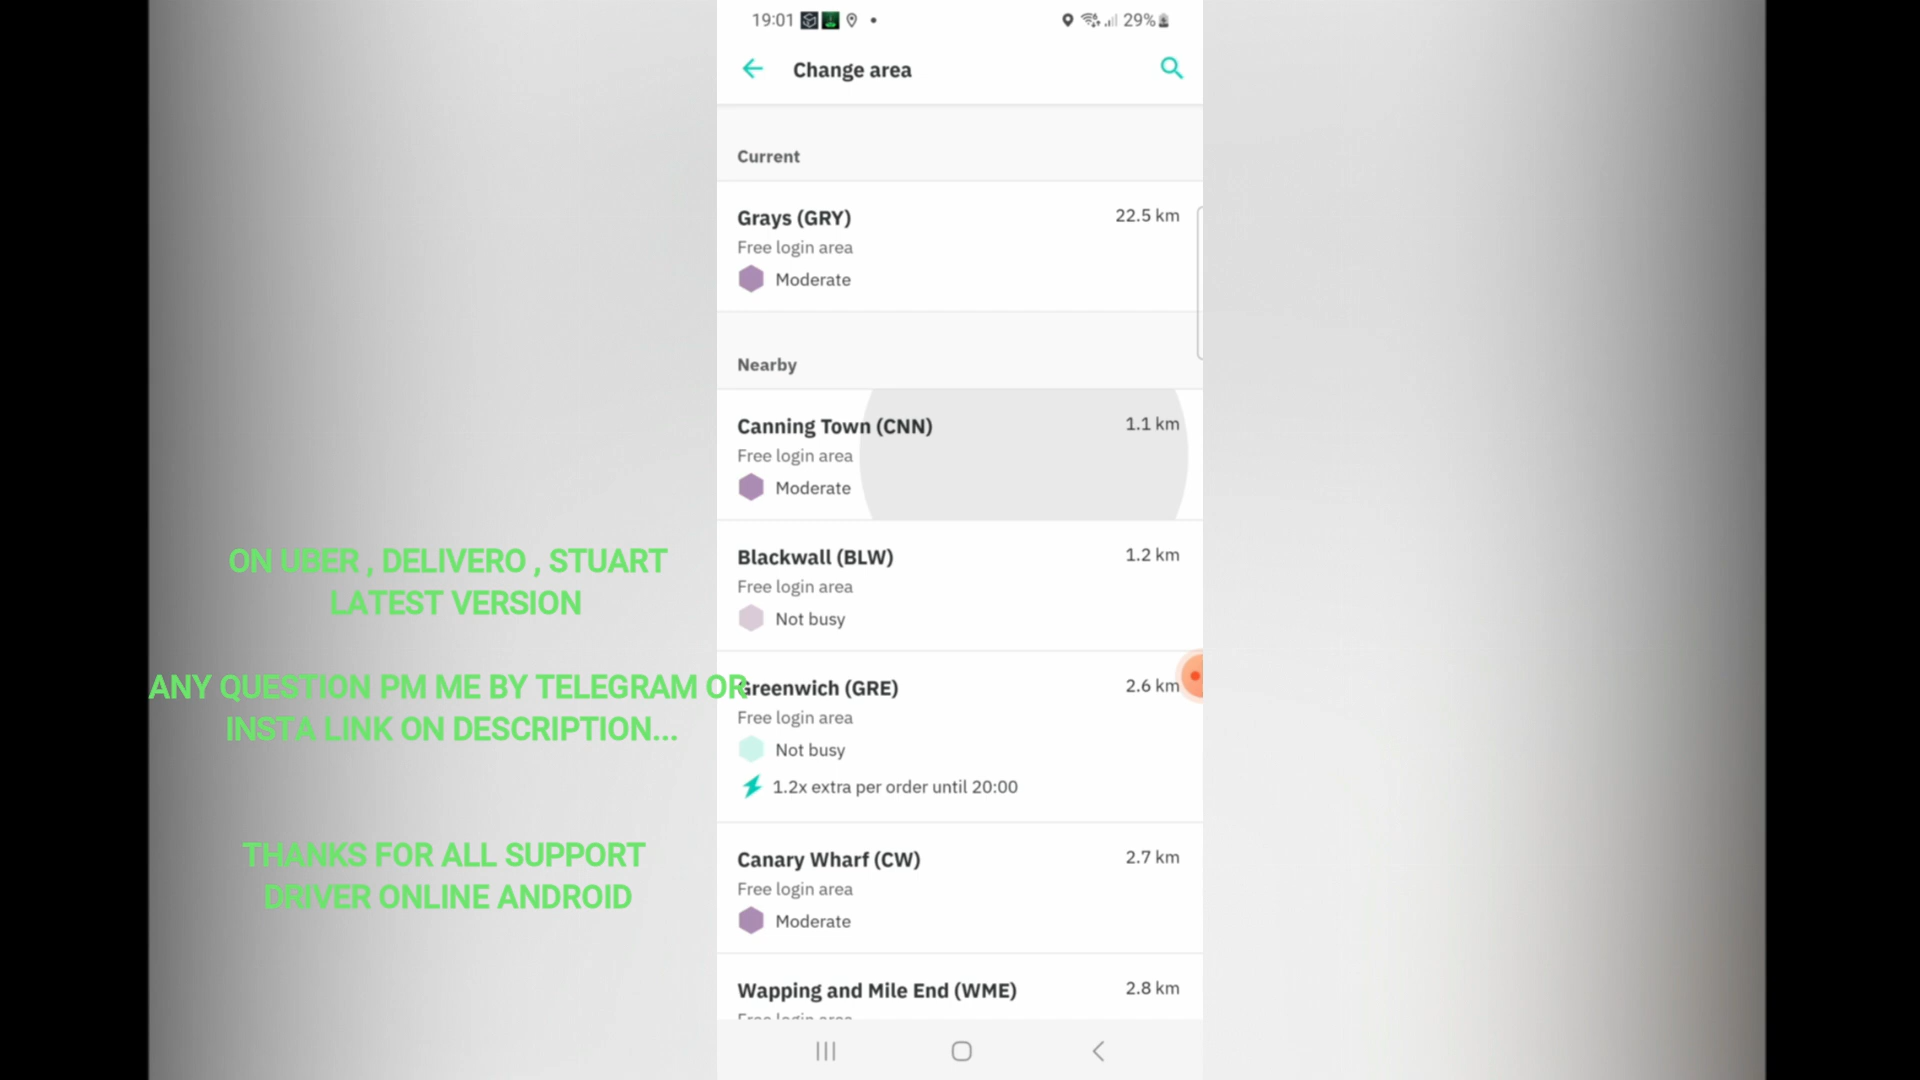 19:01
29%
Change area
Current
Grays (GRY)
22.5 km
Free login area
Moderate
Nearby
Canning Town (CNN)
1.1 km
Free login area
Moderate
Blackwall (BLW)
1.2 km
Free login area
Not busy
Greenwich (GRE)
2.6 km
Free login area
Not busy
1.2x extra per order until 20:00
Canary Wharf (CW)
2.7 km
Free login area
Moderate
Wapping and Mile End (WME)
2.8 km
Free login area
ON UBER , DELIVERO , STUART
LATEST VERSION
ANY QUESTION PM ME BY TELEGRAM OR
INSTA LINK ON DESCRIPTION...
THANKS FOR ALL SUPPORT
DRIVER ONLINE ANDROID